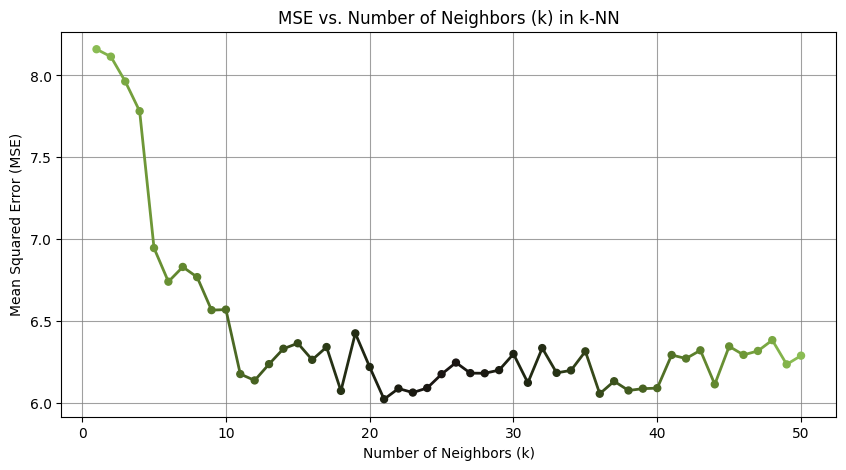 MSE vs. Number of Neighbors (k) in k-NN
Mean Squared Error (MSE)
8.0
7.5
7.0
6.5
6.0
0 10 20 30 40 50
Number of Neighbors (k)